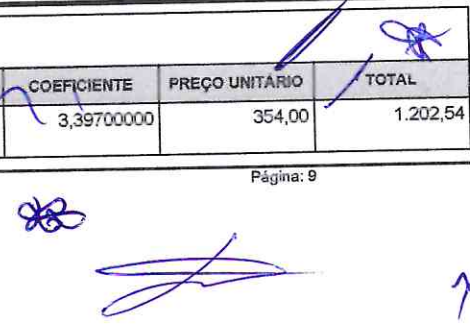 COEFICIENTE PREÇO UNITÁRIO TOTAL
3,39700000 354,00 1.202,54
Página: 9